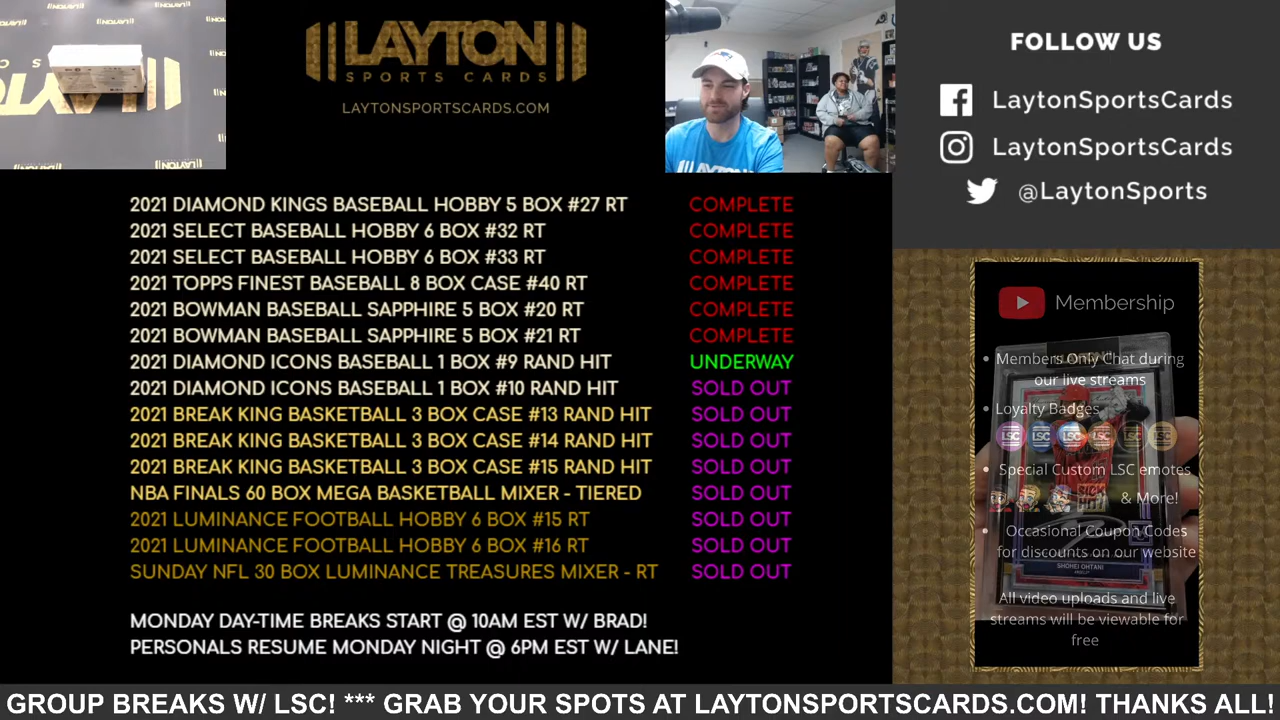 LAYTON
SPORTS CARDS
LAYTONSPORTSCARDS.COM
LAYTON
FOLLOW US
LaytonSportsCards
LaytonSportsCards
@LaytonSports
2021 DIAMOND KINGS BASEBALL HOBBY 5 BOX #27 RT COMPLETE
2021 SELECT BASEBALL HOBBY 6 BOX #32 RT COMPLETE
2021 SELECT BASEBALL HOBBY 6 BOX #33 RT COMPLETE
2021 TOPPS FINEST BASEBALL 8 BOX CASE #40 RT COMPLETE
2021 BOWMAN BASEBALL SAPPHIRE 5 BOX #20 RT COMPLETE
2021 BOWMAN BASEBALL SAPPHIRE 5 BOX #21 RT COMPLETE
2021 DIAMOND ICONS BASEBALL 1 BOX #9 RAND HIT UNDERWAY
2021 DIAMOND ICONS BASEBALL 1 BOX #10 RAND HIT SOLD OUT
2021 BREAK KING BASKETBALL 3 BOX CASE #13 RAND HIT SOLD OUT
2021 BREAK KING BASKETBALL 3 BOX CASE #14 RAND HIT SOLD OUT
2021 BREAK KING BASKETBALL 3 BOX CASE #15 RAND HIT SOLD OUT
NBA FINALS 60 BOX MEGA BASKETBALL MIXER - TIERED SOLD OUT
2021 LUMINANCE FOOTBALL HOBBY 6 BOX #15 RT SOLD OUT
2021 LUMINANCE FOOTBALL HOBBY 6 BOX #16 RT SOLD OUT
SUNDAY NFL 30 BOX LUMINANCE TREASURES MIXER - RT SOLD OUT
MONDAY DAY-TIME BREAKS START @ 10AM EST W/ BRAD!
PERSONALS RESUME MONDAY NIGHT @ 6PM EST W/ LANE!
Membership
• Members Only Chat during
our live streams
• Loyalty Badges
LSC LSC LSC LSC LSC LSC
• Special Custom LSC emotes
& More!
• Occasional Coupon Codes
for discounts on our website
SHOHEI OHTANI
All video uploads and live
streams will be viewable for
free
GROUP BREAKS W/ LSC! *** GRAB YOUR SPOTS AT LAYTONSPORTSCARDS.COM! THANKS ALL!